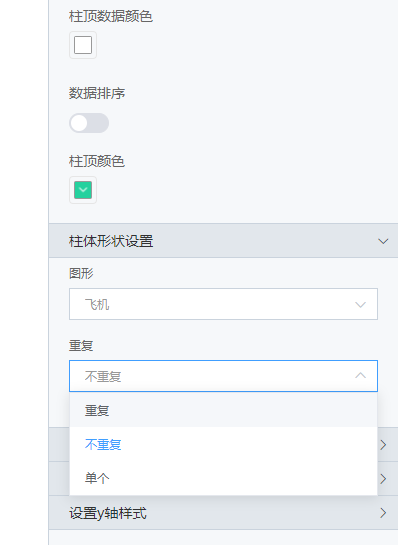 柱顶数据颜色
数据排序
柱顶颜色
柱体形状设置
图形
飞机
重复
不重复
重复
不重复
单个
设置y轴样式